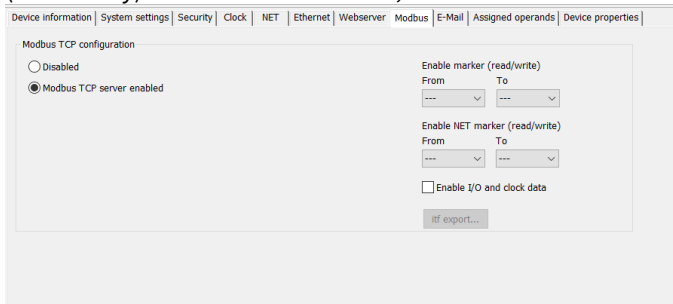 Device information System settings Security Clock NET Ethernet Webserver Modbus E-Mail Assigned operands Device properties
Modbus TCP configuration
Disabled
Modbus TCP server enabled
Enable marker (read/write)
From To
--- ---
Enable NET marker (read/write)
From To
--- ---
Enable I/O and clock data
itf export...